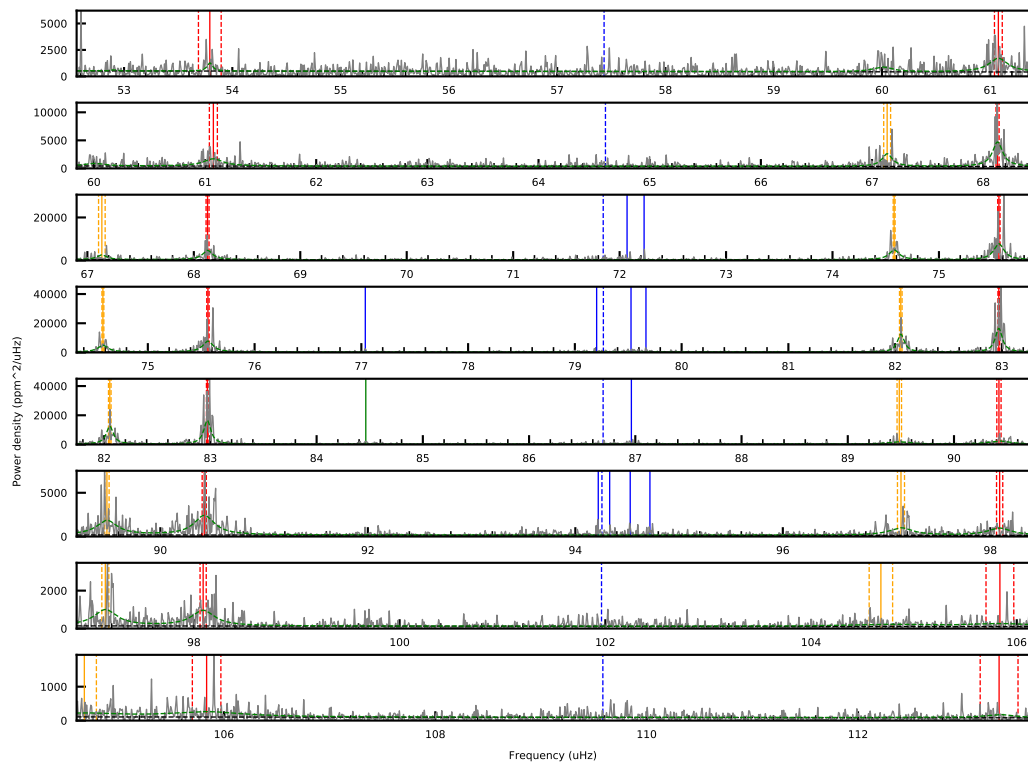 5000
2500
0
53 54 55 56 57 58 59 60 61
10000
5000
0
60 61 62 63 64 65 66 67 68
20000
0
67 68 69 70 71 72 73 74 75
40000
20000
0
75 76 77 78 79 80 81 82 83
40000
20000
0
82 83 84 85 86 87 88 89 90
5000
0
90 92 94 96 98
2000
0
98 100 102 104 106
1000
0
106 108 110 112
Power density (ppm^2/uHz)
Frequency (uHz)